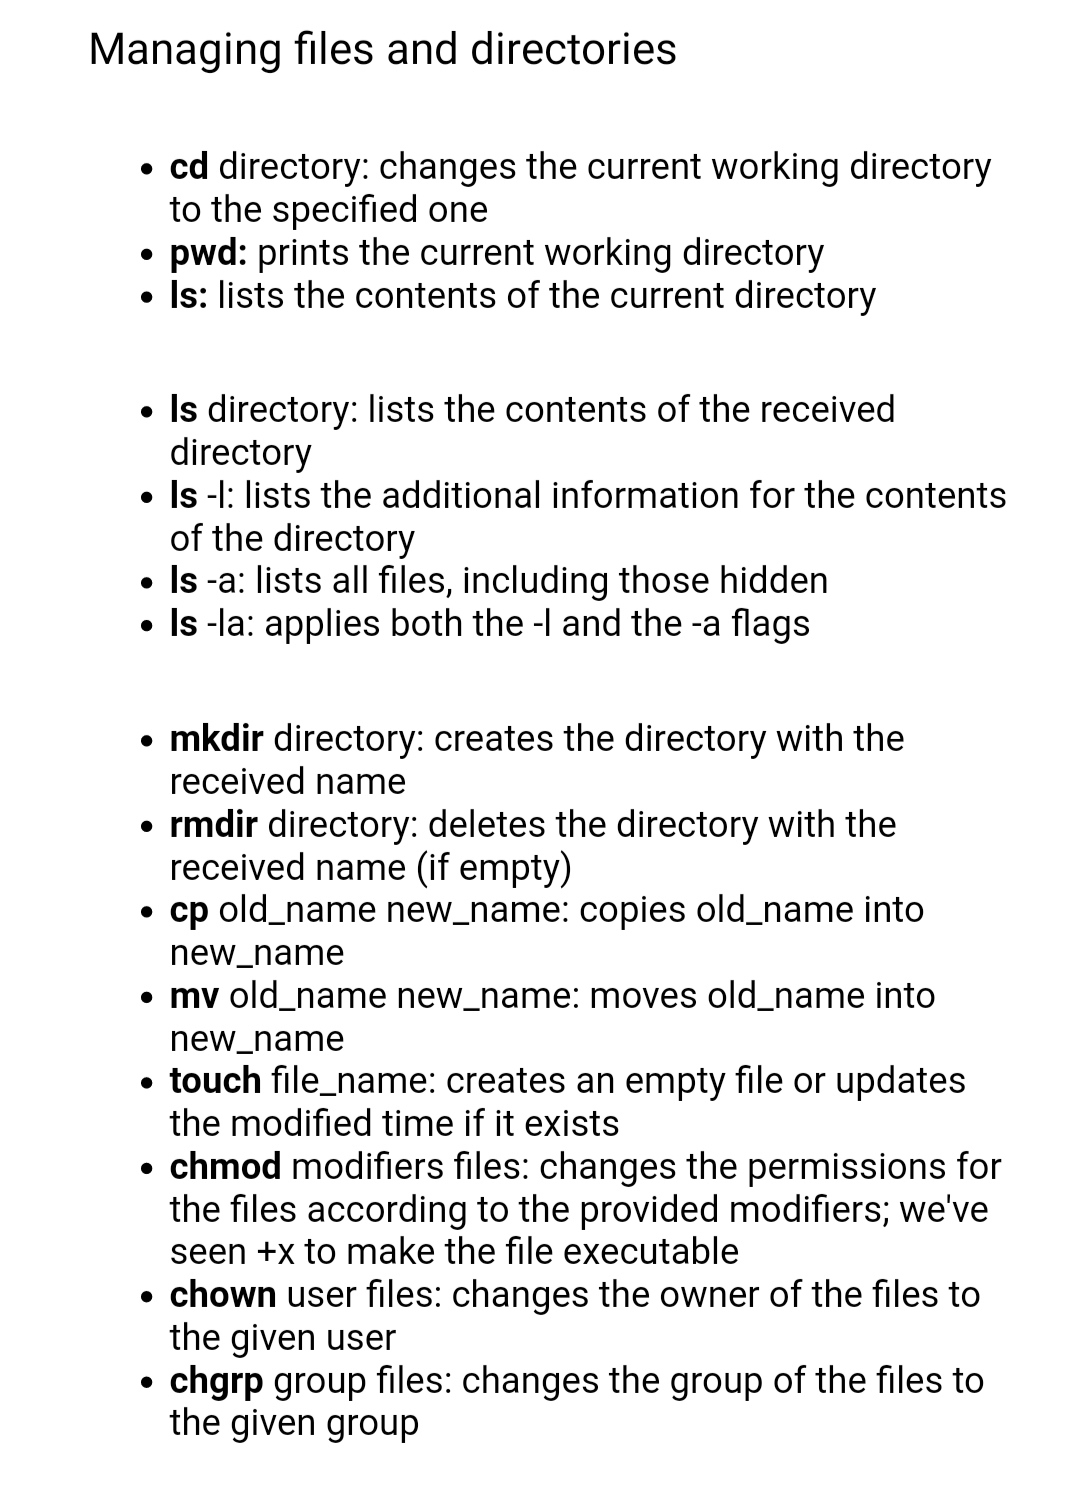 Managing files and directories
• cd directory: changes the current working directory
to the specified one
• pwd: prints the current working directory
• ls: lists the contents of the current directory
• ls directory: lists the contents of the received
directory
• ls -l: lists the additional information for the contents
of the directory
• ls -a: lists all files, including those hidden
• ls -la: applies both the -l and the -a flags
• mkdir directory: creates the directory with the
received name
• rmdir directory: deletes the directory with the
received name (if empty)
• cp old_name new_name: copies old_name into
new_name
• mv old_name new_name: moves old_name into
new_name
• touch file_name: creates an empty file or updates
the modified time if it exists
• chmod modifiers files: changes the permissions for
the files according to the provided modifiers; we've
seen +x to make the file executable
• chown user files: changes the owner of the files to
the given user
• chgrp group files: changes the group of the files to
the given group